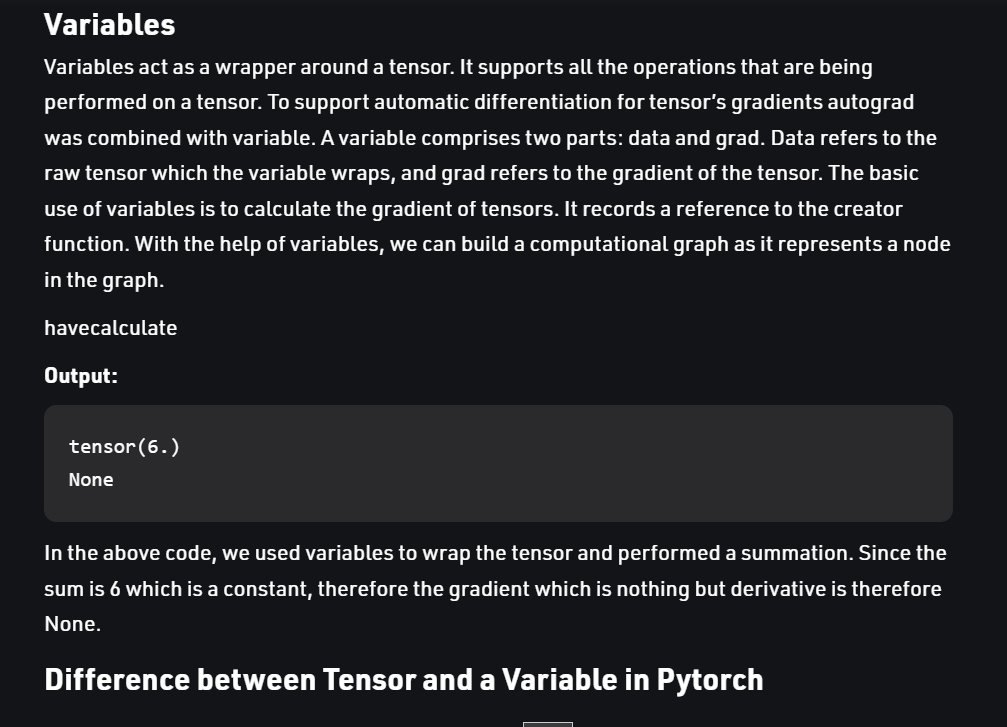 Variables
Variables act as a wrapper around a tensor. It supports all the operations that are being
performed on a tensor. To support automatic differentiation for tensor’s gradients autograd
was combined with variable. A variable comprises two parts: data and grad. Data refers to the
raw tensor which the variable wraps, and grad refers to the gradient of the tensor. The basic
use of variables is to calculate the gradient of tensors. It records a reference to the creator
function. With the help of variables, we can build a computational graph as it represents a node
in the graph.
havecalculate
Output:
tensor(6.)
None
In the above code, we used variables to wrap the tensor and performed a summation. Since the
sum is 6 which is a constant, therefore the gradient which is nothing but derivative is therefore
None.
Difference between Tensor and a Variable in Pytorch